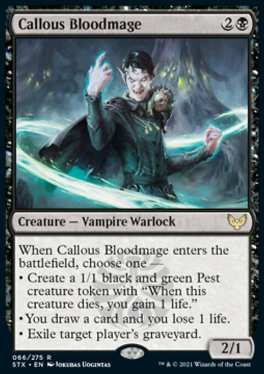 Callous Bloodmage 2
Creature — Vampire Warlock
When Callous Bloodmage enters the
battlefield, choose one —
• Create a 1/1 black and green Pest
creature token with "When this
creature dies, you gain 1 life."
• You draw a card and you lose 1 life.
• Exile target player's graveyard.
2/1
066/275 R
STX • EN JOKUBAS UOGINTAS
™ & © 2021 Wizards of the Coast